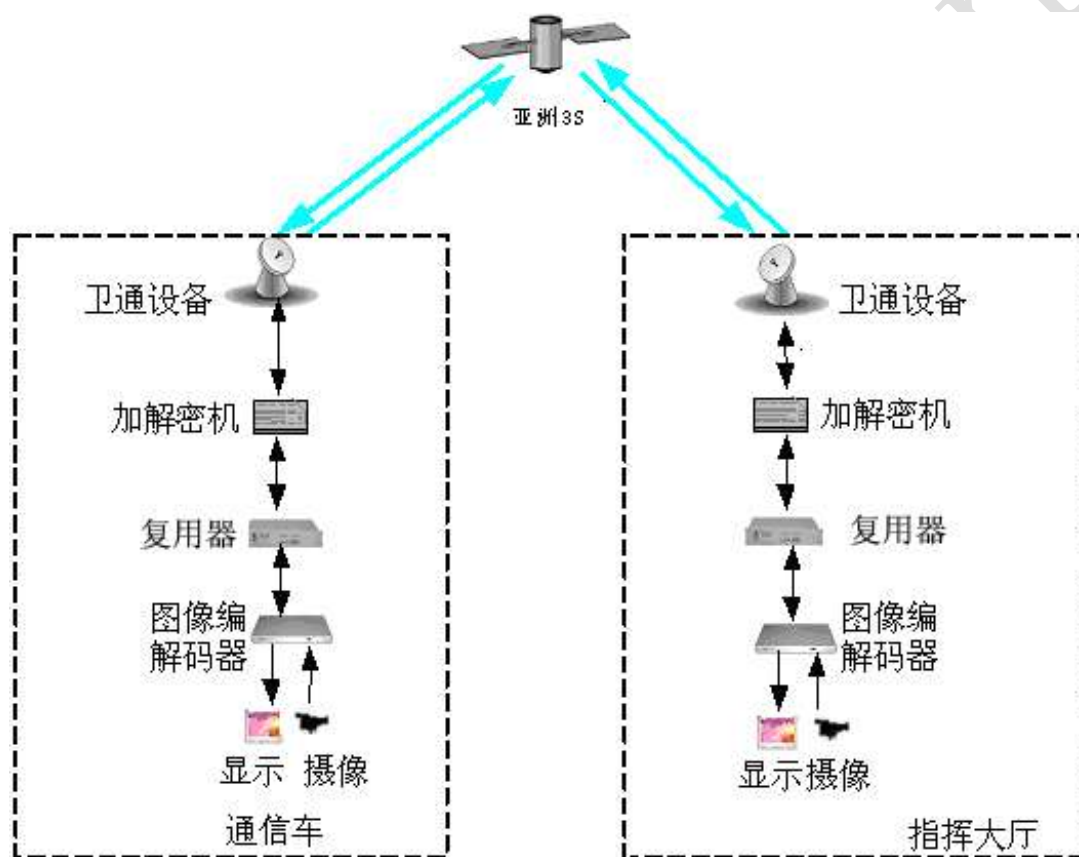 亚洲3S
卫通设备
加解密机
复用器
图像编
解码器
显示 摄像
通信车
卫通设备
加解密机
复用器
图像编
解码器
显示摄像
指挥大厅